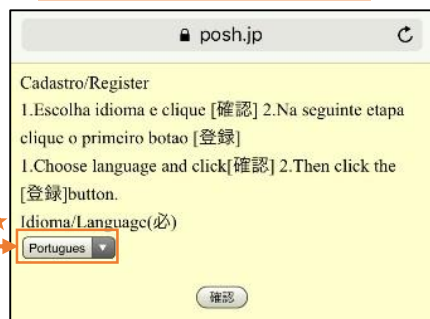 posh.jp
Cadastro/Register
1.Escolha idioma e clique [確認] 2.Na seguinte etapa
clique o primeiro botao [登録]
1.Choose language and click[確認] 2.Then click the
[登録]button.
Idioma/Language(必)
Portugues
確認